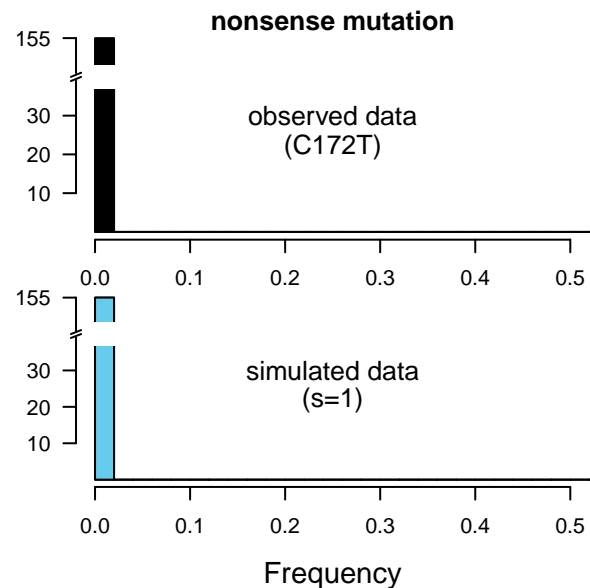 nonsense mutation
155
30
20
10
observed data
(C172T)
0.0 0.1 0.2 0.3 0.4 0.5
155
30
20
10
simulated data
(s=1)
0.0 0.1 0.2 0.3 0.4 0.5
Frequency